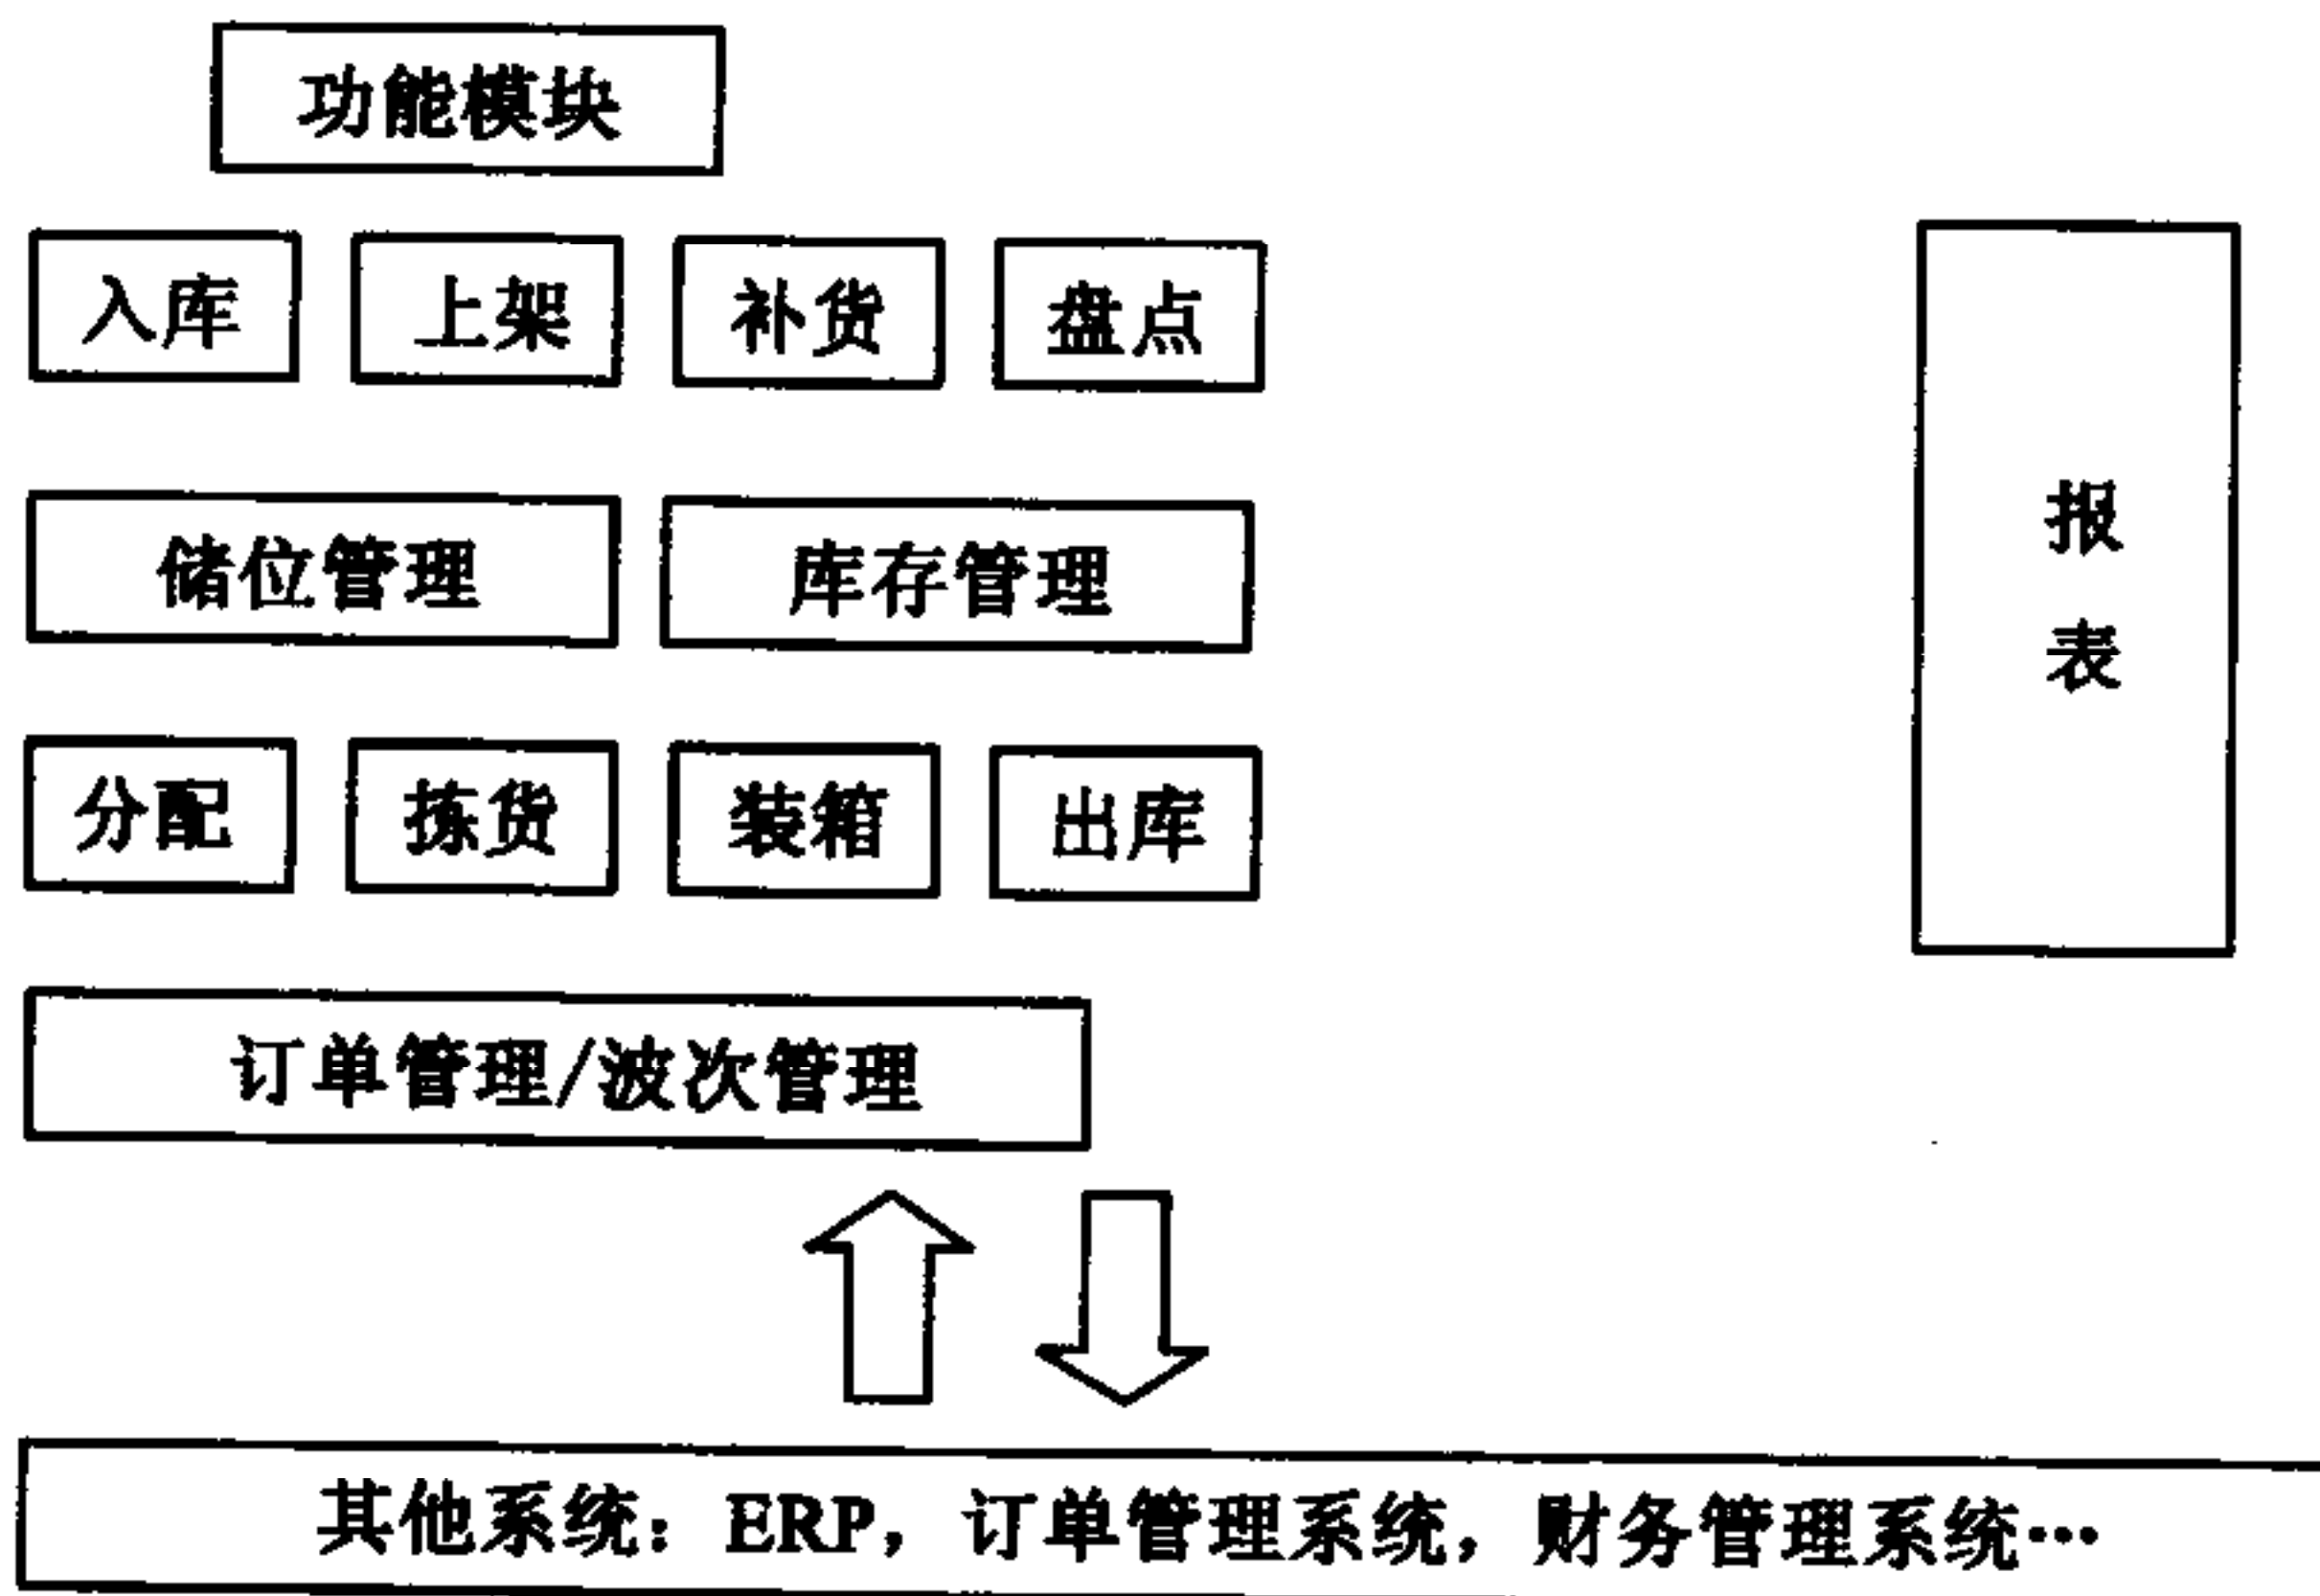 功能模块
入库 上架 补货 盘点
储位管理 库存管理
报
表
分配 拣货 装箱 出库
订单管理/波次管理
其他系统：ERP，订单管理系统，财务管理系统…